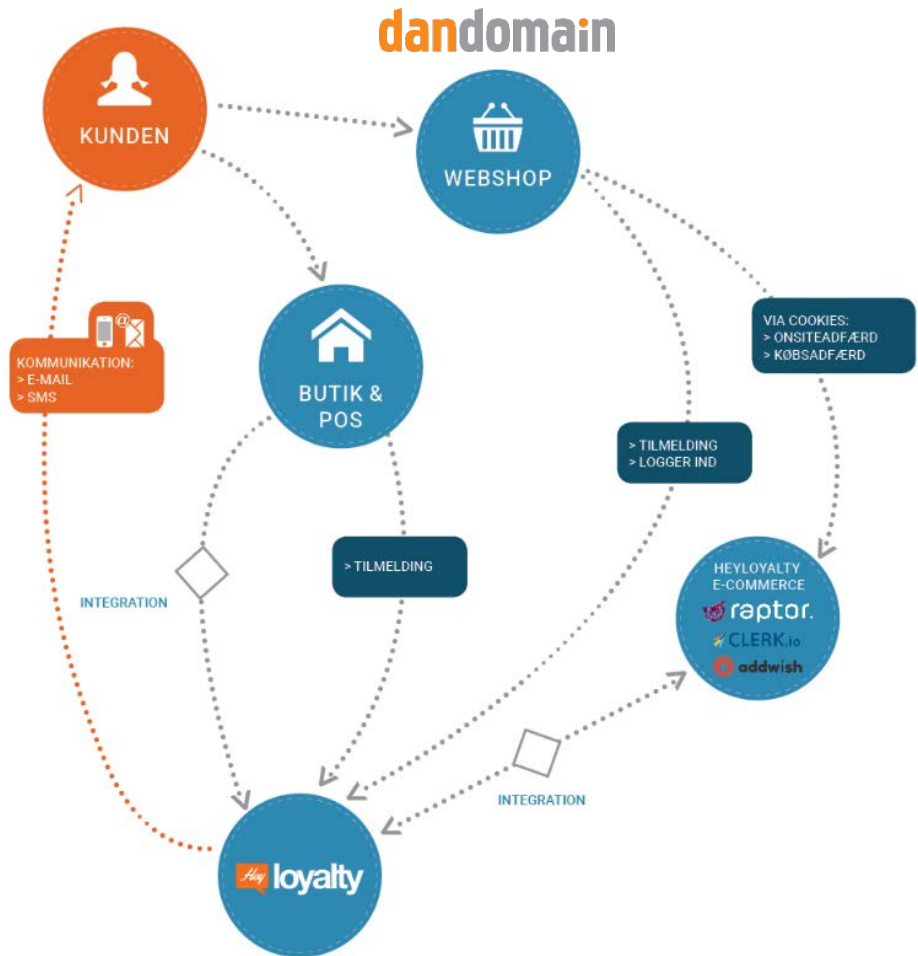 dandomain
KUNDEN
WEBSHOP
VIA COOKIES:
> ONSITEADFÆRD
> KØBSADFÆRD
@
KOMMUNIKATION:
> E-MAIL
> SMS
BUTIK &
POS
> TILMELDING
> LOGGER IND
> TILMELDING
INTEGRATION
HEYLOYALTY
E-COMMERCE
raptor.
CLERK.io
addwish
INTEGRATION
Hey loyalty